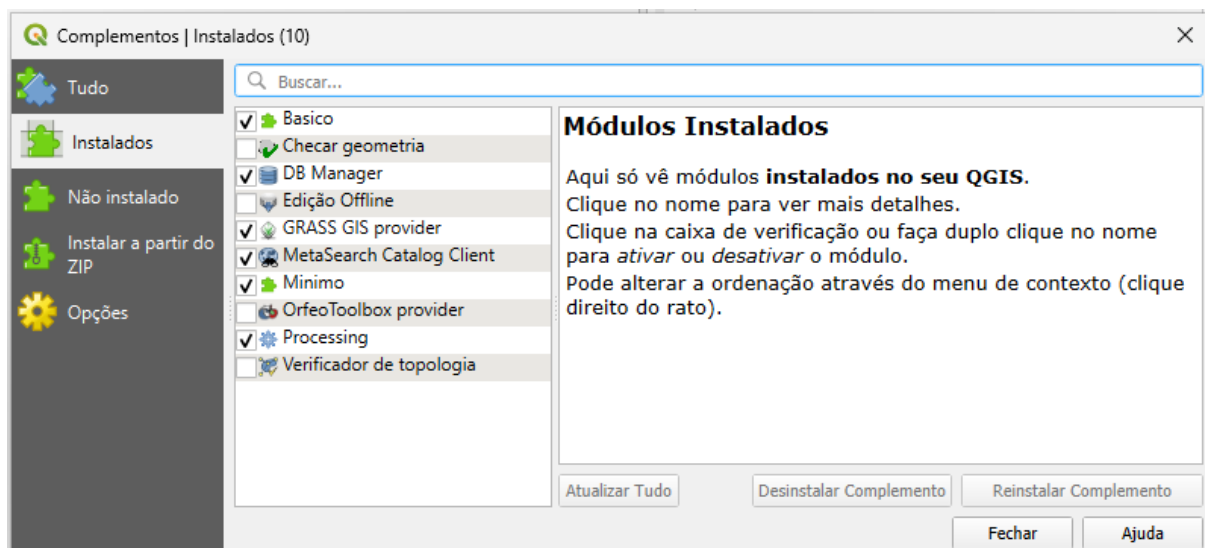 Complementos | Instalados (10)
Tudo
Instalados
Não instalado
Instalar a partir do
ZIP
Opções
Buscar...
Basico
Checar geometria
DB Manager
Edição Offline
GRASS GIS provider
MetaSearch Catalog Client
Minimo
OrfeoToolbox provider
Processing
Verificador de topologia
Módulos Instalados
Aqui só vê módulos instalados no seu QGIS.
Clique no nome para ver mais detalhes.
Clique na caixa de verificação ou faça duplo clique no nome
para ativar ou desativar o módulo.
Pode alterar a ordenação através do menu de contexto (clique
direito do rato).
Atualizar Tudo
Desinstalar Complemento
Reinstalar Complemento
Fechar
Ajuda